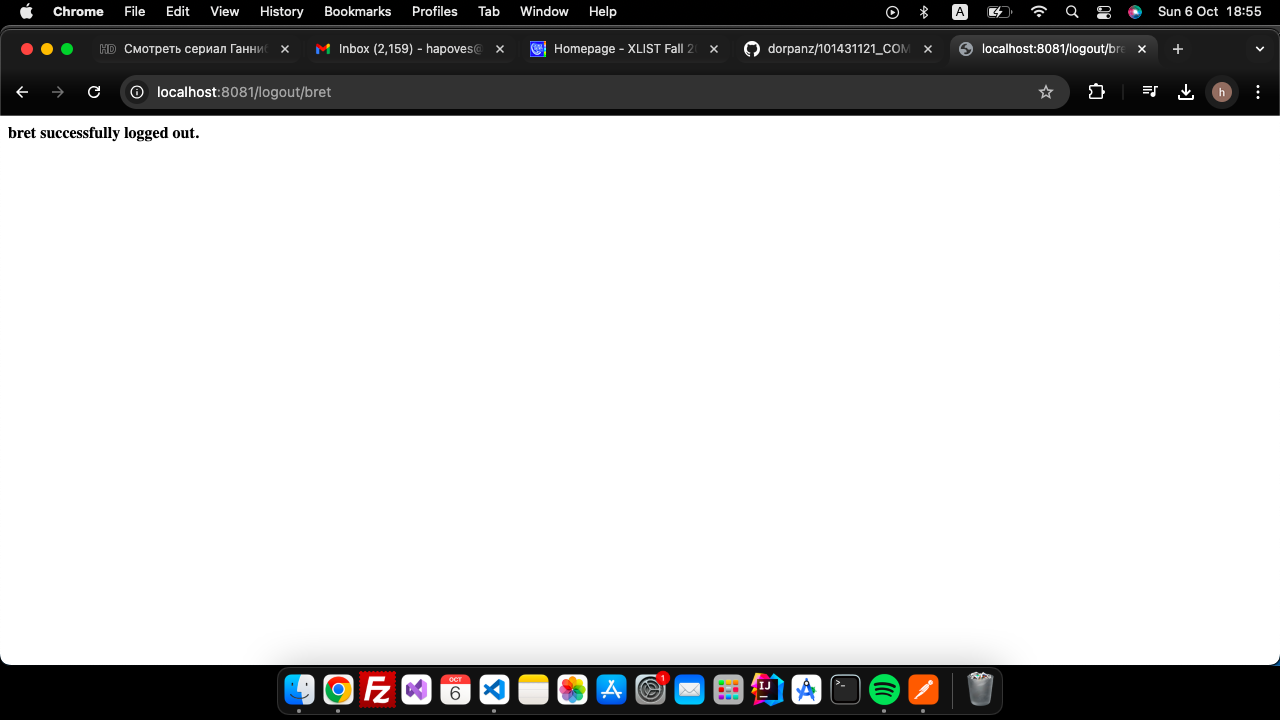 Chrome File Edit View History Bookmarks Profiles Tab Window Help A Sun 6 Oct 18:55
HD Смотреть сериал Ганни Inbox (2,159) - hapoves@ Homepage - XLIST Fall 2 dorpanz/101431121_COM localhost:8081/logout/bre
localhost:8081/logout/bret h
bret successfully logged out.
Fz OCT 6 1 IJ >_